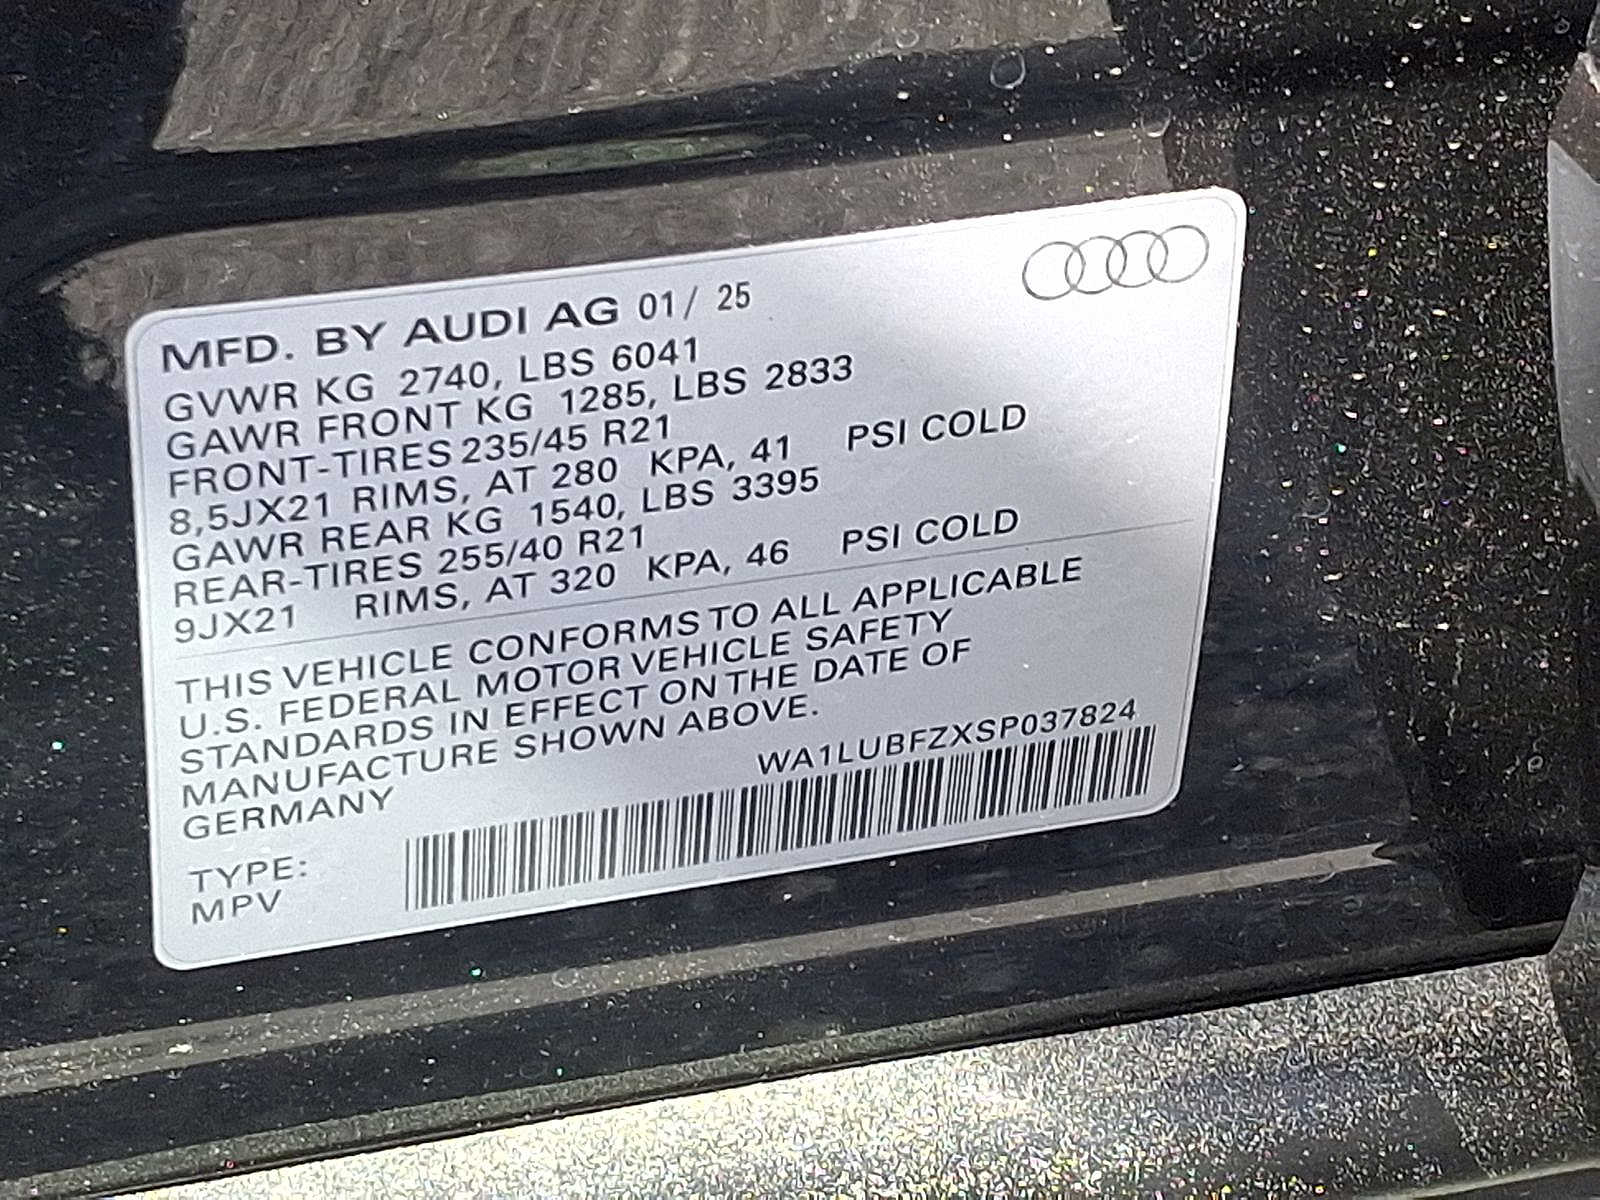 MFD. BY AUDI AG 01/ 25
GVWR KG 2740, LBS 6041
GAWR FRONT KG 1285, LBS 2833
FRONT-TIRES 235/45 R21
8,5JX21 RIMS, AT 280 KPA, 41 PSI COLD
GAWR REAR KG 1540, LBS 3395
REAR-TIRES 255/40 R21
9JX21 RIMS, AT 320 KPA, 46 PSI COLD
THIS VEHICLE CONFORMS TO ALL APPLICABLE
U.S. FEDERAL MOTOR VEHICLE SAFETY
STANDARDS IN EFFECT ON THE DATE OF
MANUFACTURE SHOWN ABOVE.
GERMANY
WA1LUBFZXSP037824
TYPE:
MPV